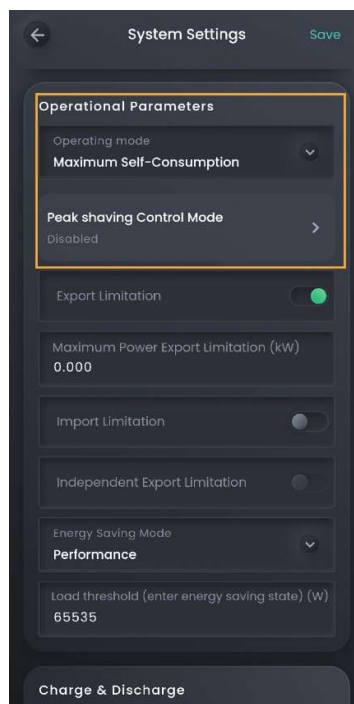 System Settings Save
Operational Parameters
Operating mode
Maximum Self-Consumption
Peak shaving Control Mode
Disabled
Export Limitation
Maximum Power Export Limitation (kW)
0.000
Import Limitation
Independent Export Limitation
Energy Saving Mode
Performance
Load threshold (enter energy saving state) (W)
65535
Charge & Discharge